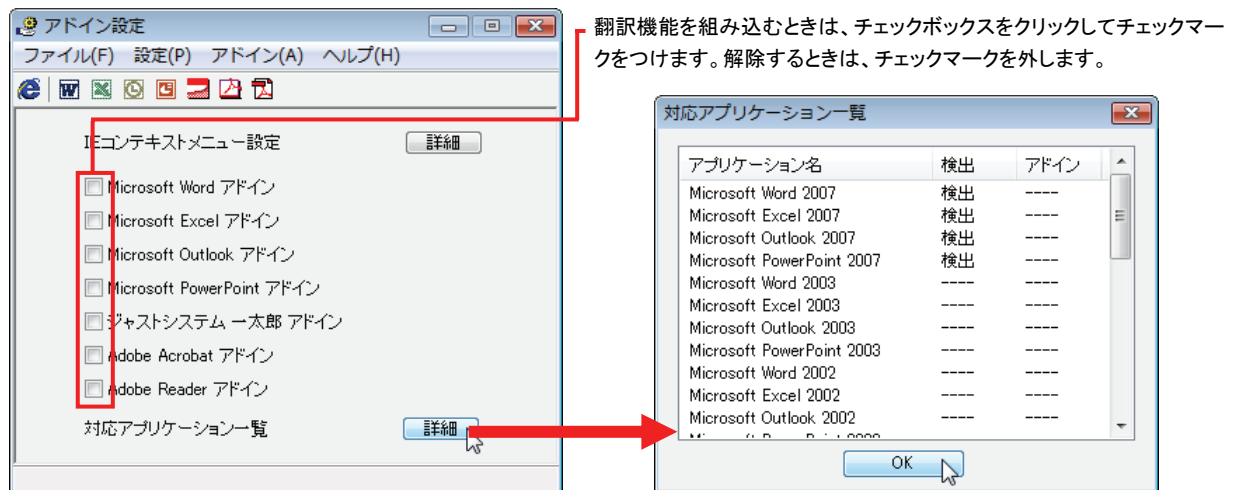 アドイン設定
ファイル(F) 設定(P) アドイン(A) ヘルプ(H)
IEコンテキストメニュー設定 詳細
Microsoft Word アドイン
Microsoft Excel アドイン
Microsoft Outlook アドイン
Microsoft PowerPoint アドイン
ジャストシステム 一太郎 アドイン
Adobe Acrobat アドイン
Adobe Reader アドイン
対応アプリケーション一覧 詳細
翻訳機能を組み込むときは、チェックボックスをクリックしてチェックマー
クをつけます。解除するときは、チェックマークを外します。
対応アプリケーション一覧
アプリケーション名 検出 アドイン
Microsoft Word 2007 検出 ----
Microsoft Excel 2007 検出 ----
Microsoft Outlook 2007 検出 ----
Microsoft PowerPoint 2007 検出 ----
Microsoft Word 2003 ---- ----
Microsoft Excel 2003 ---- ----
Microsoft Outlook 2003 ---- ----
Microsoft PowerPoint 2003 ---- ----
Microsoft Word 2002 ---- ----
Microsoft Excel 2002 ---- ----
Microsoft Outlook 2002 ---- ----
OK